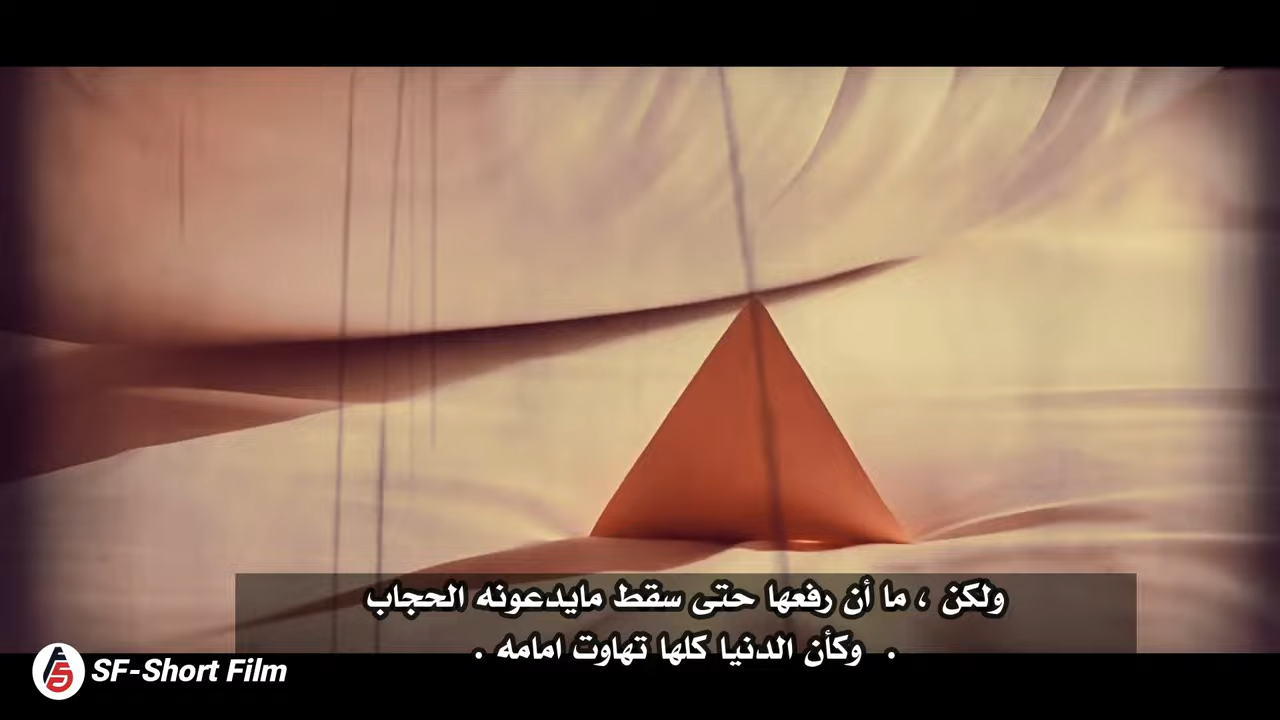 ولكن ، ما أن رفعها حتى سقط مايدعونه الحجاب
. وكأن الدنيا كلها تهاوت امامه .
SF-Short Film